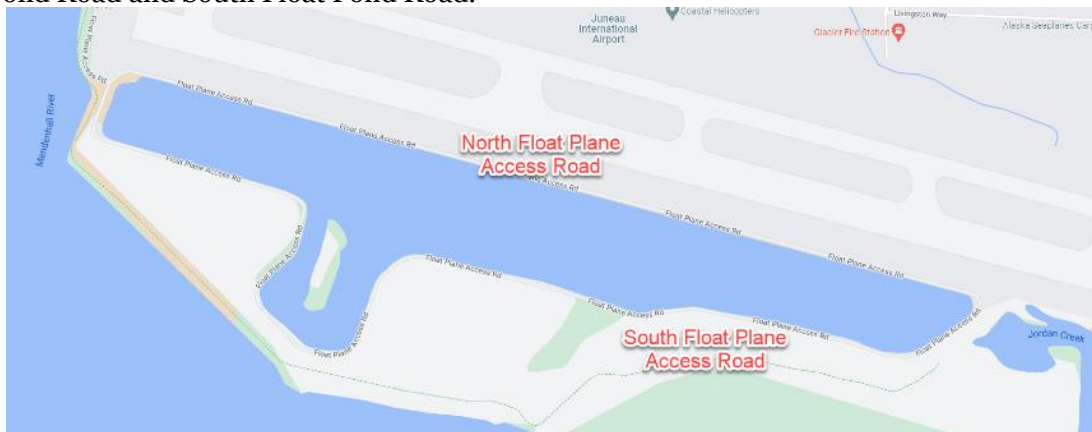 ond Road and South Float Pond Road.
Juneau
International
Airport
Coastal Helicopters
Livingston Way
Glacier Fire Station
Alaska Seaplanes Carg
Float Plane Access Rd
Mendenhall River
Float Plane Access Rd
Float Plane Access Rd
North Float Plane
Access Road
Plane Access Rd
Float Plane Access Rd
Float Plane Access Rd
Float Plane Access Rd
Float Plane Access Rd
Float Plane Access Rd
Float Plane Access Rd
Float Plane Access Rd
Float Plane Access Rd
Float Plane Access Rd
Jordan Creek
South Float Plane
Access Road